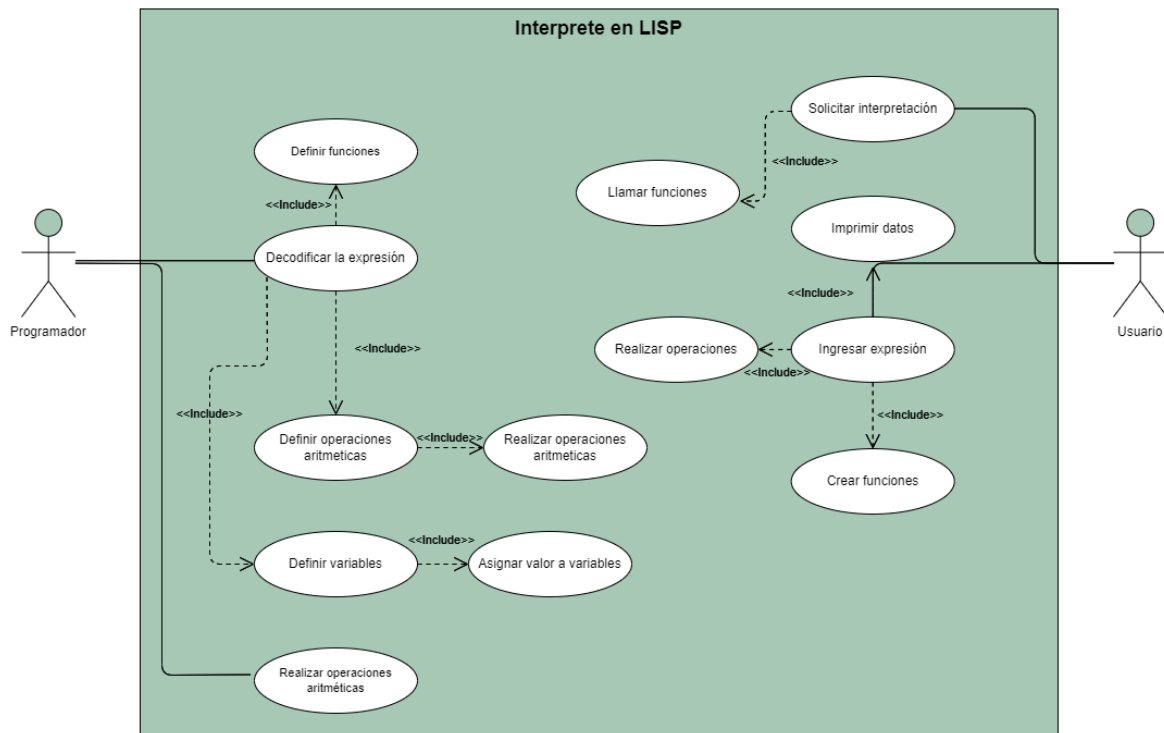 Interprete en LISP
Solicitar interpretación
Definir funciones
<<Include>>
Llamar funciones
<<Include>>
Imprimir datos
Decodificar la expresión
<<Include>>
Programador
Usuario
<<Include>>
Realizar operaciones
Ingresar expresión
<<Include>>
<<Include>>
<<Include>>
Definir operaciones
aritmeticas
<<Include>>
Realizar operaciones
aritmeticas
Crear funciones
<<Include>>
Definir variables
Asignar valor a variables
Realizar operaciones
aritméticas